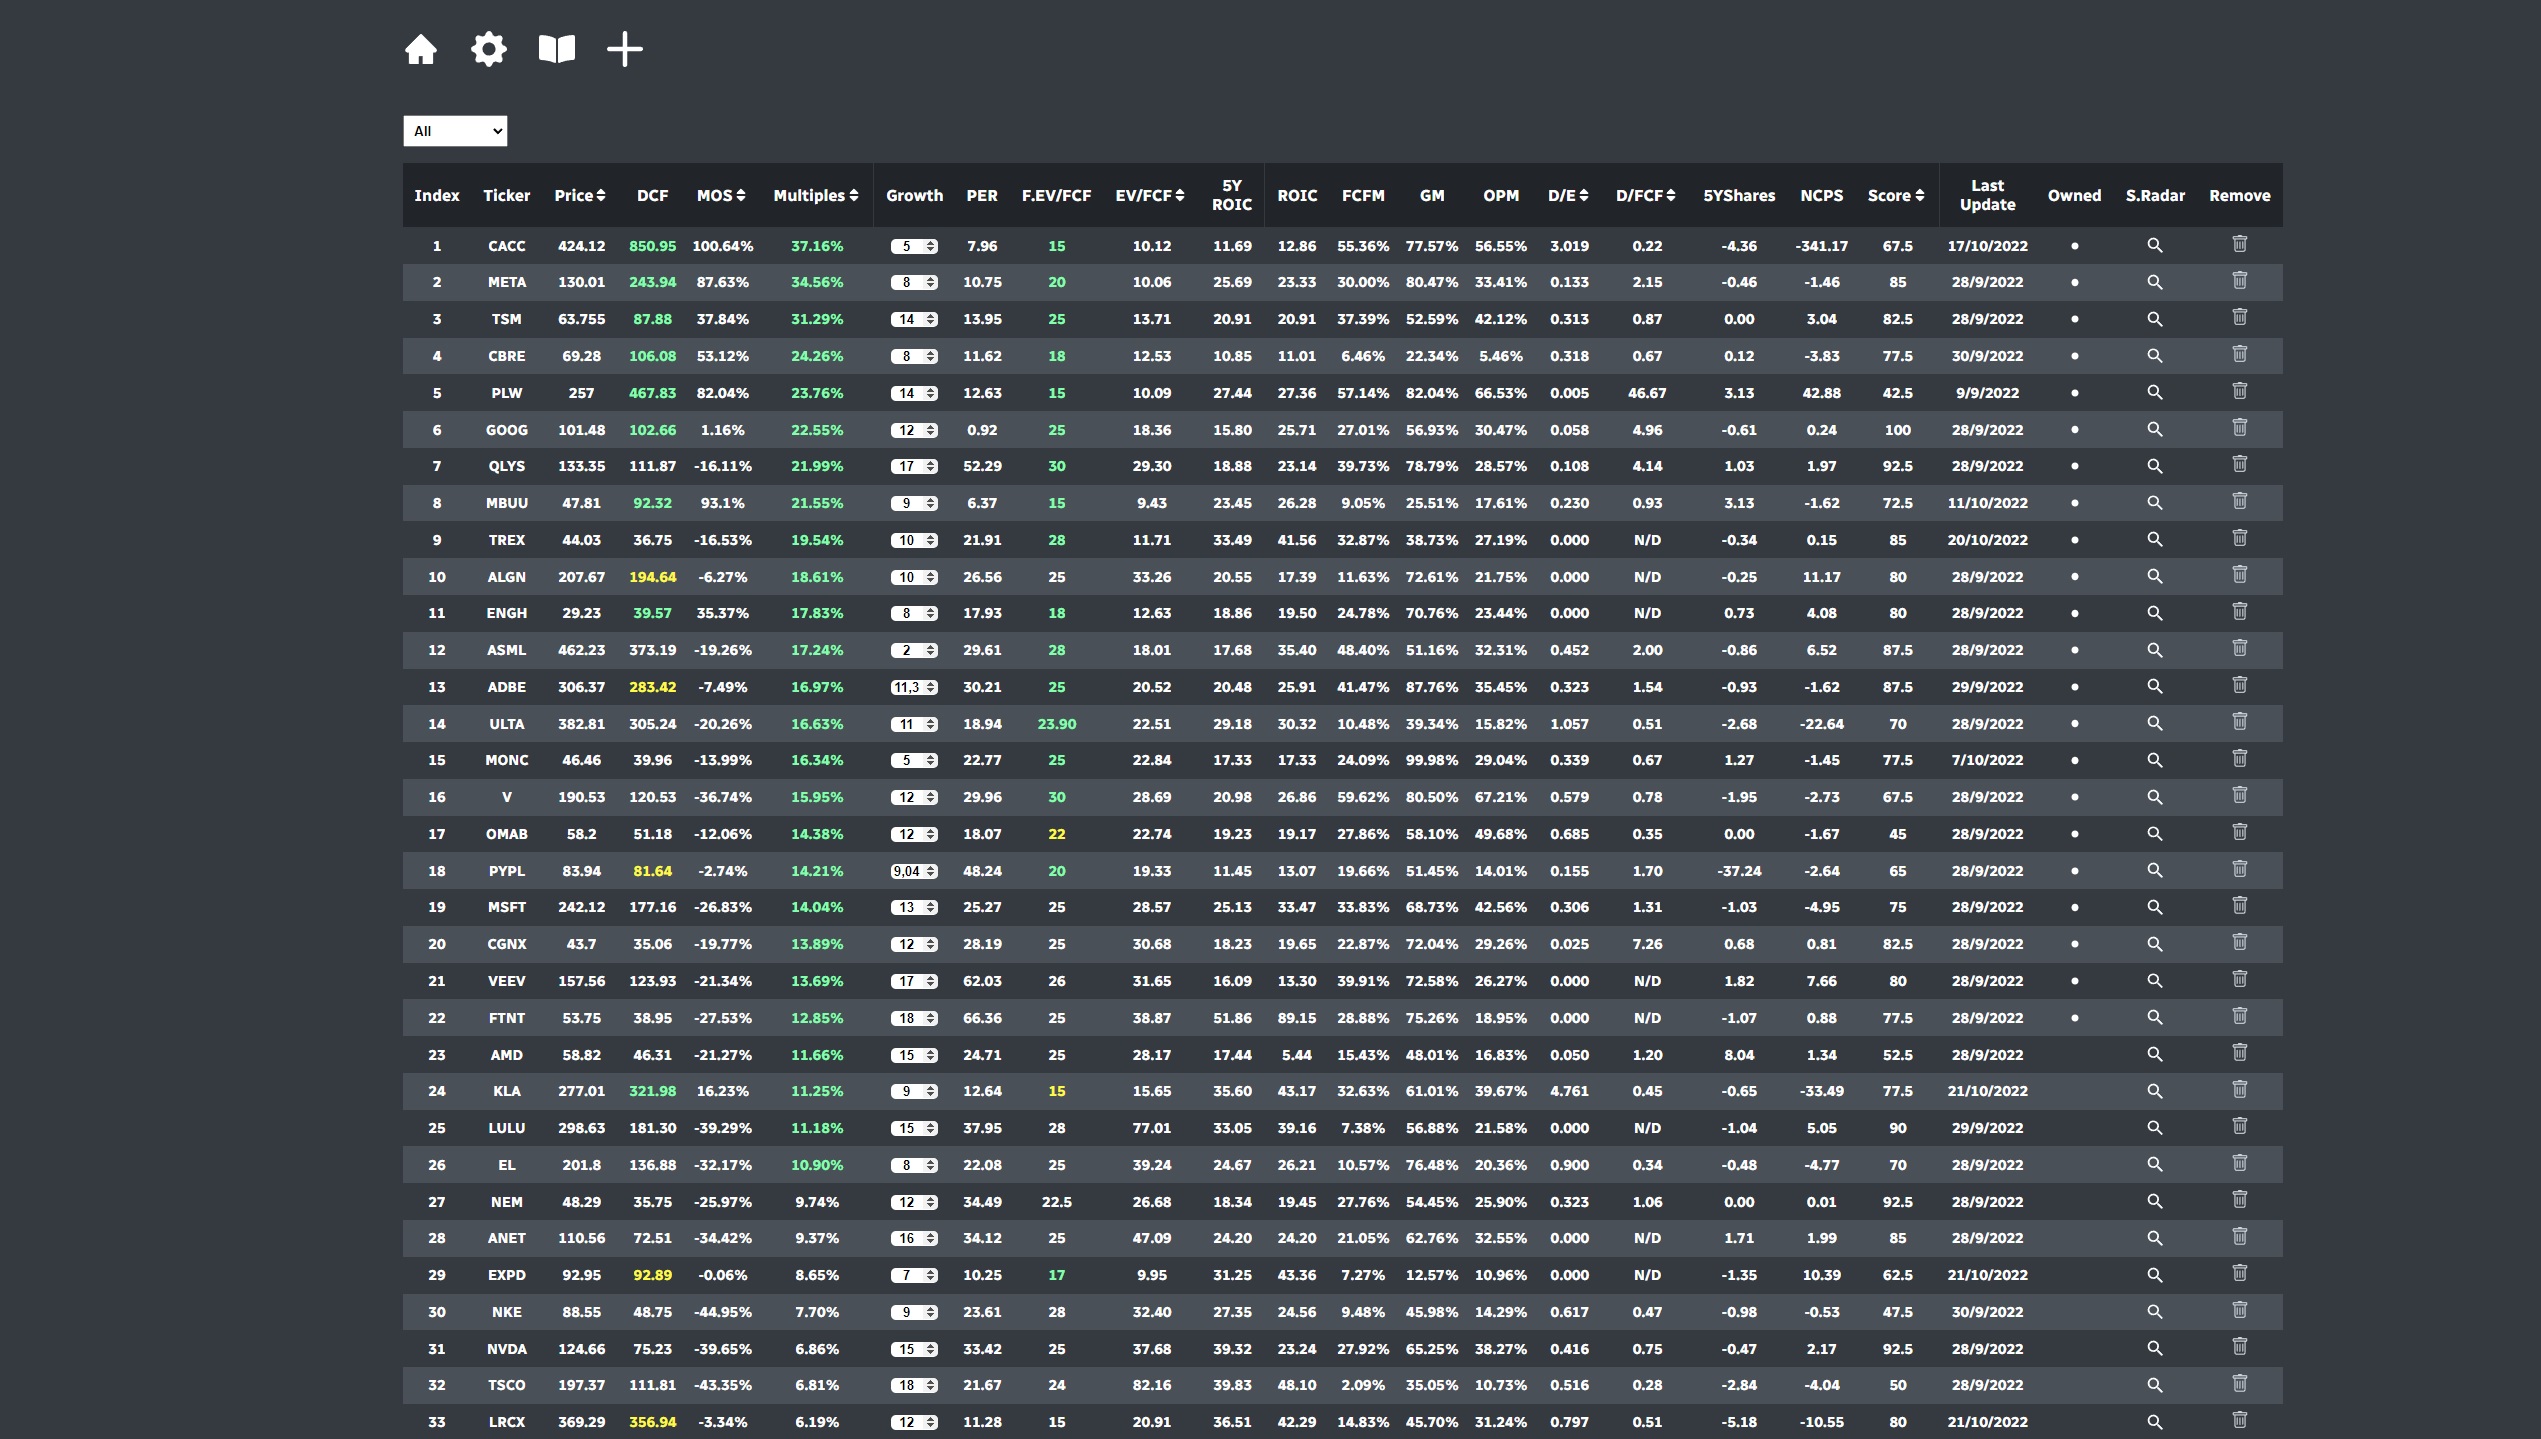 All
Index Ticker Price DCF MOS Multiples Growth PER F.EV/FCF EV/FCF 5Y ROIC ROIC FCFM GM OPM D/E D/FCF 5YShares NCPS Score Last Update Owned S.Radar Remove
1 CACC 424.12 850.95 100.64% 37.16% 5 7.96 15 10.12 11.69 12.86 55.36% 77.57% 56.55% 3.019 0.22 -4.36 -341.17 67.5 17/10/2022
2 META 130.01 243.94 87.63% 34.56% 8 10.75 20 10.06 25.69 23.33 30.00% 80.47% 33.41% 0.133 2.15 -0.46 -1.46 85 28/9/2022
3 TSM 63.755 87.88 37.84% 31.29% 14 13.95 25 13.71 20.91 20.91 37.39% 52.59% 42.12% 0.313 0.87 0.00 3.04 82.5 28/9/2022
4 CBRE 69.28 106.08 53.12% 24.26% 8 11.62 18 12.53 10.85 11.01 6.46% 22.34% 5.46% 0.318 0.67 0.12 -3.83 77.5 30/9/2022
5 PLW 257 467.83 82.04% 23.76% 14 12.63 15 10.09 27.44 27.36 57.14% 82.04% 66.53% 0.005 46.67 3.13 42.88 42.5 9/9/2022
6 GOOG 101.48 102.66 1.16% 22.55% 12 0.92 25 18.36 15.80 25.71 27.01% 56.93% 30.47% 0.058 4.96 -0.61 0.24 100 28/9/2022
7 QLYS 133.35 111.87 -16.11% 21.99% 17 52.29 30 29.30 18.88 23.14 39.73% 78.79% 28.57% 0.108 4.14 1.03 1.97 92.5 28/9/2022
8 MBUU 47.81 92.32 93.1% 21.55% 9 6.37 15 9.43 23.45 26.28 9.05% 25.51% 17.61% 0.230 0.93 3.13 -1.62 72.5 11/10/2022
9 TREX 44.03 36.75 -16.53% 19.54% 10 21.91 28 11.71 33.49 41.56 32.87% 38.73% 27.19% 0.000 N/D -0.34 0.15 85 20/10/2022
10 ALGN 207.67 194.64 -6.27% 18.61% 10 26.56 25 33.26 20.55 17.39 11.63% 72.61% 21.75% 0.000 N/D -0.25 11.17 80 28/9/2022
11 ENGH 29.23 39.57 35.37% 17.83% 8 17.93 18 12.63 18.86 19.50 24.78% 70.76% 23.44% 0.000 N/D 0.73 4.08 80 28/9/2022
12 ASML 462.23 373.19 -19.26% 17.24% 2 29.61 28 18.01 17.68 35.40 48.40% 51.16% 32.31% 0.452 2.00 -0.86 6.52 87.5 28/9/2022
13 ADBE 306.37 283.42 -7.49% 16.97% 11,3 30.21 25 20.52 20.48 25.91 41.47% 87.76% 35.45% 0.323 1.54 -0.93 -1.62 87.5 29/9/2022
14 ULTA 382.81 305.24 -20.26% 16.63% 11 18.94 23.90 22.51 29.18 30.32 10.48% 39.34% 15.82% 1.057 0.51 -2.68 -22.64 70 28/9/2022
15 MONC 46.46 39.96 -13.99% 16.34% 5 22.77 25 22.84 17.33 17.33 24.09% 99.98% 29.04% 0.339 0.67 1.27 -1.45 77.5 7/10/2022
16 V 190.53 120.53 -36.74% 15.95% 12 29.96 30 28.69 20.98 26.86 59.62% 80.50% 67.21% 0.579 0.78 -1.95 -2.73 67.5 28/9/2022
17 OMAB 58.2 51.18 -12.06% 14.38% 12 18.07 22 22.74 19.23 19.17 27.86% 58.10% 49.68% 0.685 0.35 0.00 -1.67 45 28/9/2022
18 PYPL 83.94 81.64 -2.74% 14.21% 9,04 48.24 20 19.33 11.45 13.07 19.66% 51.45% 14.01% 0.155 1.70 -37.24 -2.64 65 28/9/2022
19 MSFT 242.12 177.16 -26.83% 14.04% 13 25.27 25 28.57 25.13 33.47 33.83% 68.73% 42.56% 0.306 1.31 -1.03 -4.95 75 28/9/2022
20 CGNX 43.7 35.06 -19.77% 13.89% 12 28.19 25 30.68 18.23 19.65 22.87% 72.04% 29.26% 0.025 7.26 0.68 0.81 82.5 28/9/2022
21 VEEV 157.56 123.93 -21.34% 13.69% 17 62.03 26 31.65 16.09 13.30 39.91% 72.58% 26.27% 0.000 N/D 1.82 7.66 80 28/9/2022
22 FTNT 53.75 38.95 -27.53% 12.85% 18 66.36 25 38.87 51.86 89.15 28.88% 75.26% 18.95% 0.000 N/D -1.07 0.88 77.5 28/9/2022
23 AMD 58.82 46.31 -21.27% 11.66% 15 24.71 25 28.17 17.44 5.44 15.43% 48.01% 16.83% 0.050 1.20 8.04 1.34 52.5 28/9/2022
24 KLA 277.01 321.98 16.23% 11.25% 9 12.64 15 15.65 35.60 43.17 32.63% 61.01% 39.67% 4.761 0.45 -0.65 -33.49 77.5 21/10/2022
25 LULU 298.63 181.30 -39.29% 11.18% 15 37.95 28 77.01 33.05 39.16 7.38% 56.88% 21.58% 0.000 N/D -1.04 5.05 90 29/9/2022
26 EL 201.8 136.88 -32.17% 10.90% 8 22.08 25 39.24 24.67 26.21 10.57% 76.48% 20.36% 0.900 0.34 -0.48 -4.77 70 28/9/2022
27 NEM 48.29 35.75 -25.97% 9.74% 12 34.49 22.5 26.68 18.34 19.45 27.76% 54.45% 25.90% 0.323 1.06 0.00 0.01 92.5 28/9/2022
28 ANET 110.56 72.51 -34.42% 9.37% 16 34.12 25 47.09 24.20 24.20 21.05% 62.76% 32.55% 0.000 N/D 1.71 1.99 85 28/9/2022
29 EXPD 92.95 92.89 -0.06% 8.65% 7 10.25 17 9.95 31.25 43.36 7.27% 12.57% 10.96% 0.000 N/D -1.35 10.39 62.5 21/10/2022
30 NKE 88.55 48.75 -44.95% 7.70% 9 23.61 28 32.40 27.35 24.56 9.48% 45.98% 14.29% 0.617 0.47 -0.98 -0.53 47.5 30/9/2022
31 NVDA 124.66 75.23 -39.65% 6.86% 15 33.42 25 37.68 39.32 23.24 27.92% 65.25% 38.27% 0.416 0.75 -0.47 2.17 92.5 28/9/2022
32 TSCO 197.37 111.81 -43.35% 6.81% 18 21.67 24 82.16 39.83 48.10 2.09% 35.05% 10.73% 0.516 0.28 -2.84 -4.04 50 28/9/2022
33 LRCX 369.29 356.94 -3.34% 6.19% 12 11.28 15 20.91 36.51 42.29 14.83% 45.70% 31.24% 0.797 0.51 -5.18 -10.55 80 21/10/2022